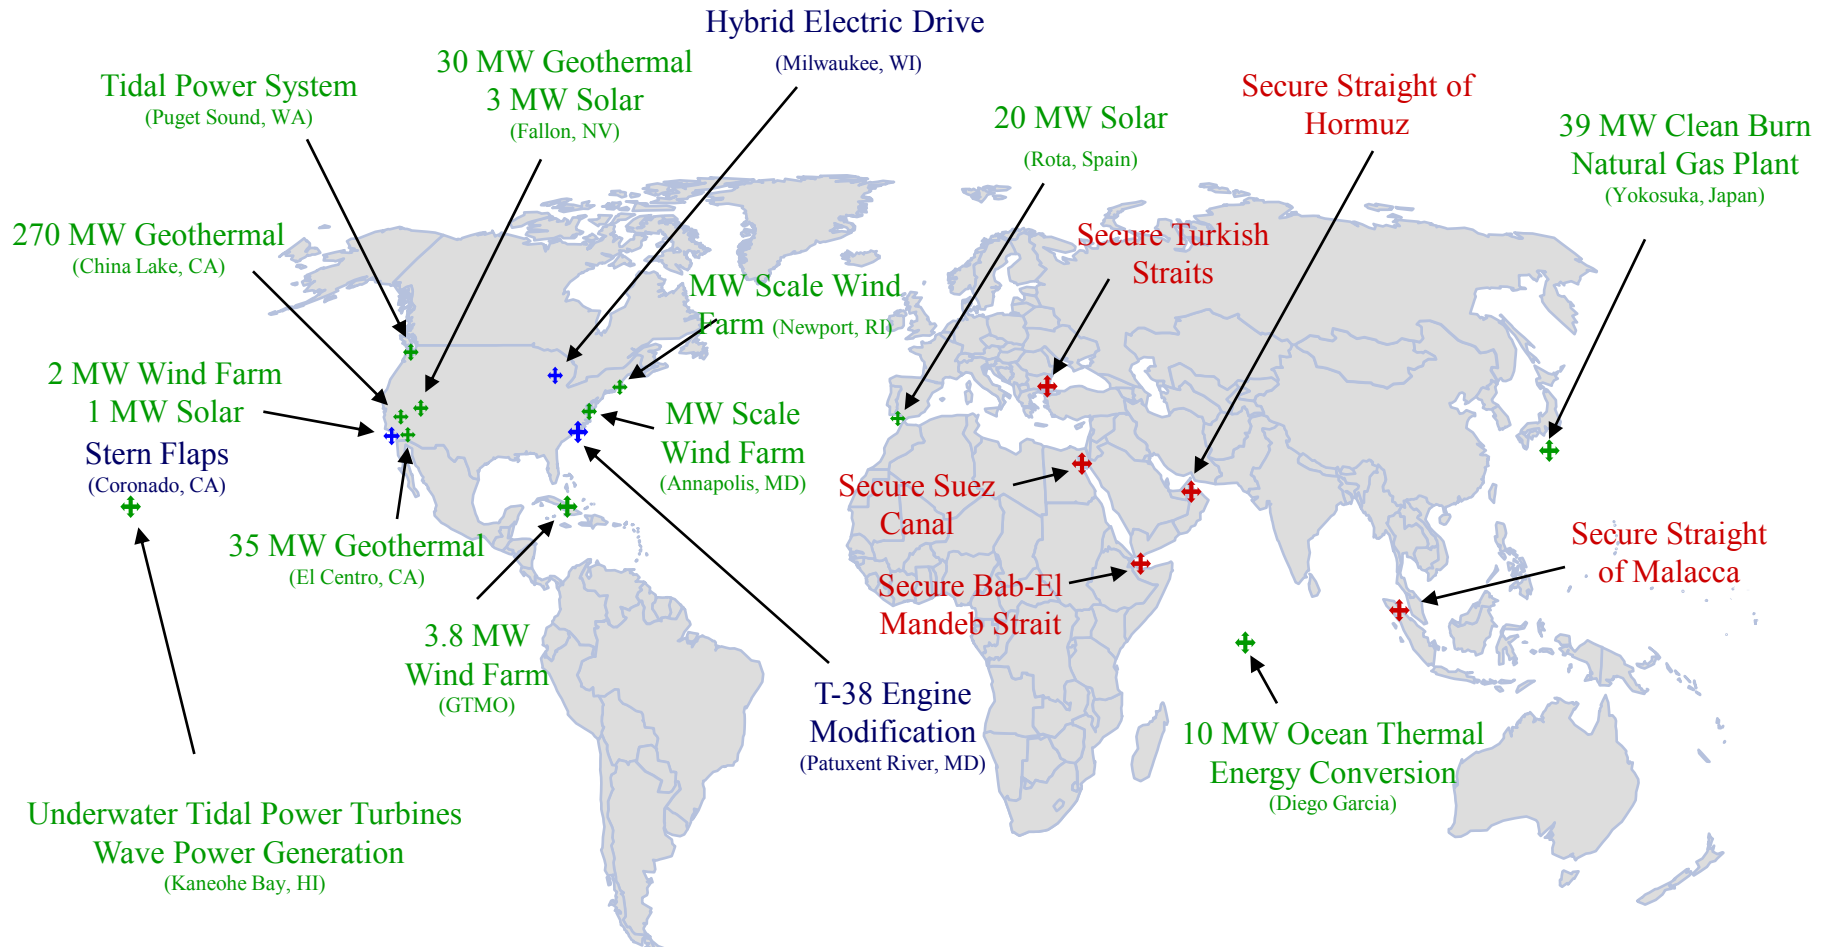 Hybrid Electric Drive
(Milwaukee, WI)
30 MW Geothermal
3 MW Solar
(Fallon, NV)
Tidal Power System
(Puget Sound, WA)
Secure Straight of
Hormuz
20 MW Solar
(Rota, Spain)
39 MW Clean Burn
Natural Gas Plant
(Yokosuka, Japan)
270 MW Geothermal
(China Lake, CA)
Secure Turkish
Straits
MW Scale Wind
Farm (Newport, RI)
2 MW Wind Farm
1 MW Solar
Stern Flaps
(Coronado, CA)
MW Scale
Wind Farm
(Annapolis, MD)
Secure Suez
Canal
35 MW Geothermal
(El Centro, CA)
Secure Straight
of Malacca
Secure Bab-El
Mandeb Strait
3.8 MW
Wind Farm
(GTMO)
T-38 Engine
Modification
(Patuxent River, MD)
10 MW Ocean Thermal
Energy Conversion
(Diego Garcia)
Underwater Tidal Power Turbines
Wave Power Generation
(Kaneohe Bay, HI)